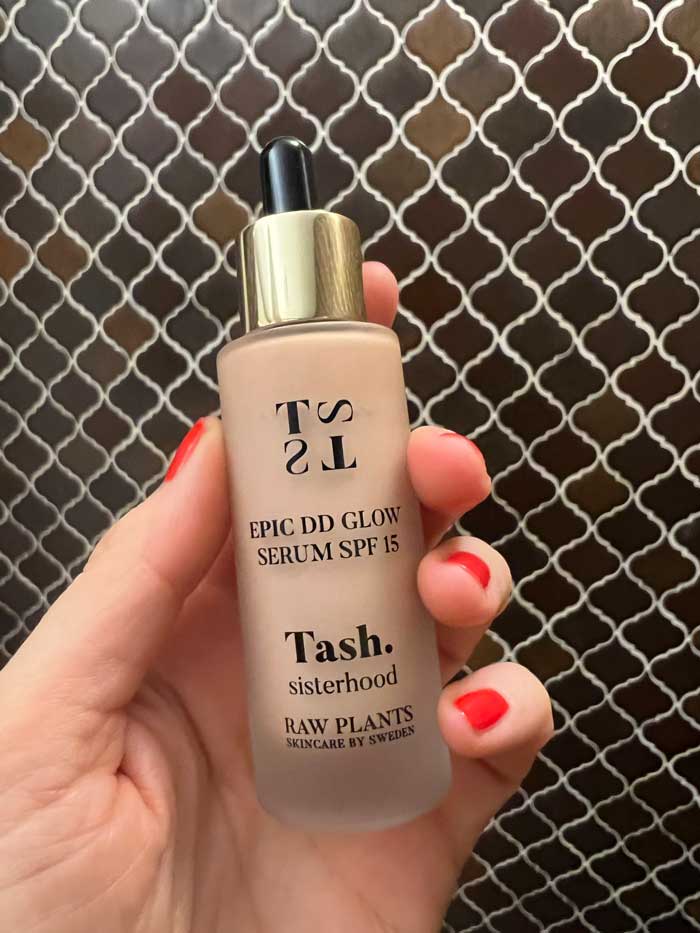 TS
ST
EPIC DD GLOW
SERUM SPF 15
Tash.
sisterhood
RAW PLANTS
SKINCARE BY SWEDEN